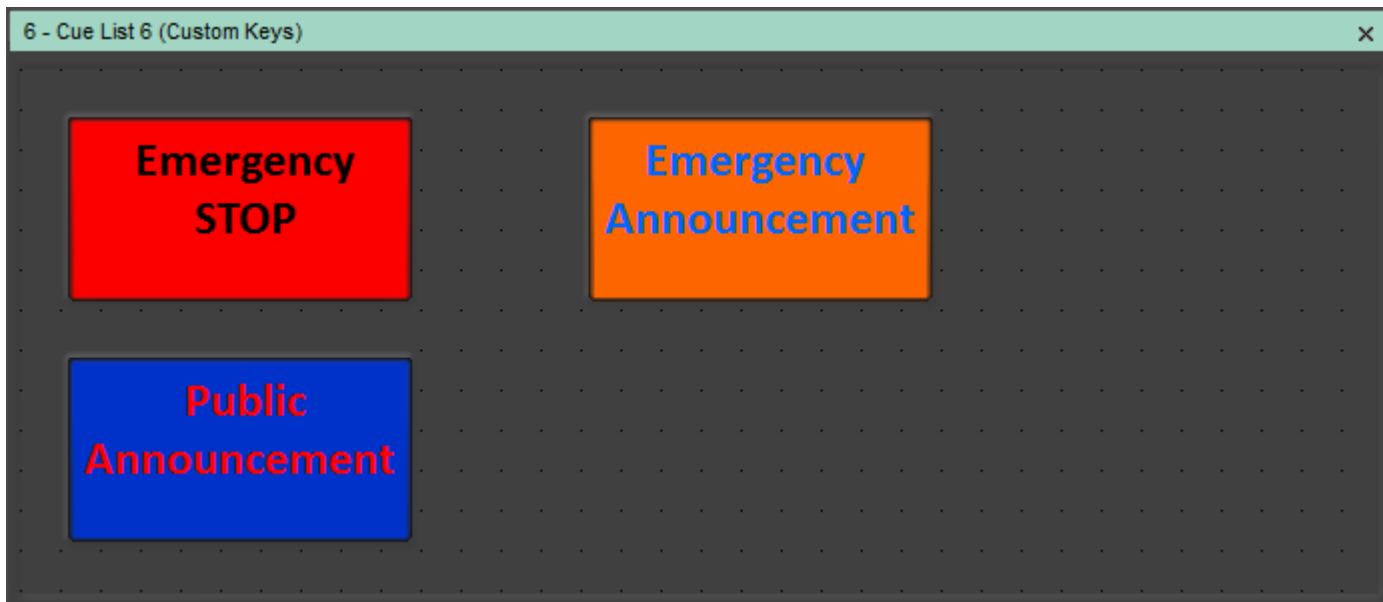 6 - Cue List 6 (Custom Keys)
Emergency
STOP
Emergency
Announcement
Public
Announcement